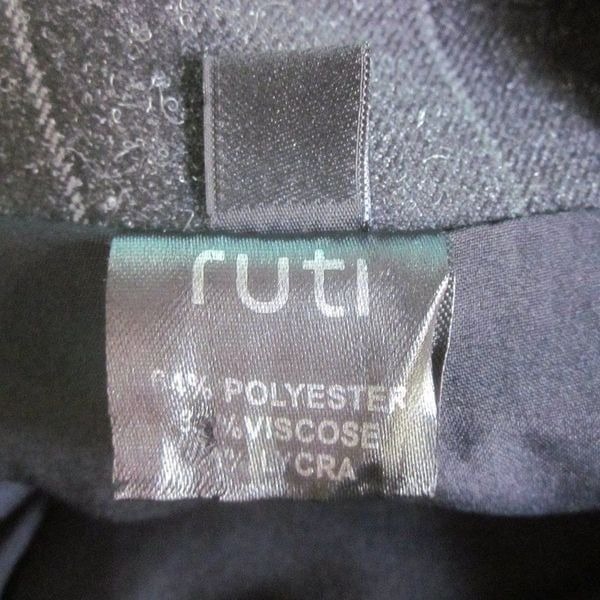 ruti
POLYESTER
VISCOSE
LYCRA